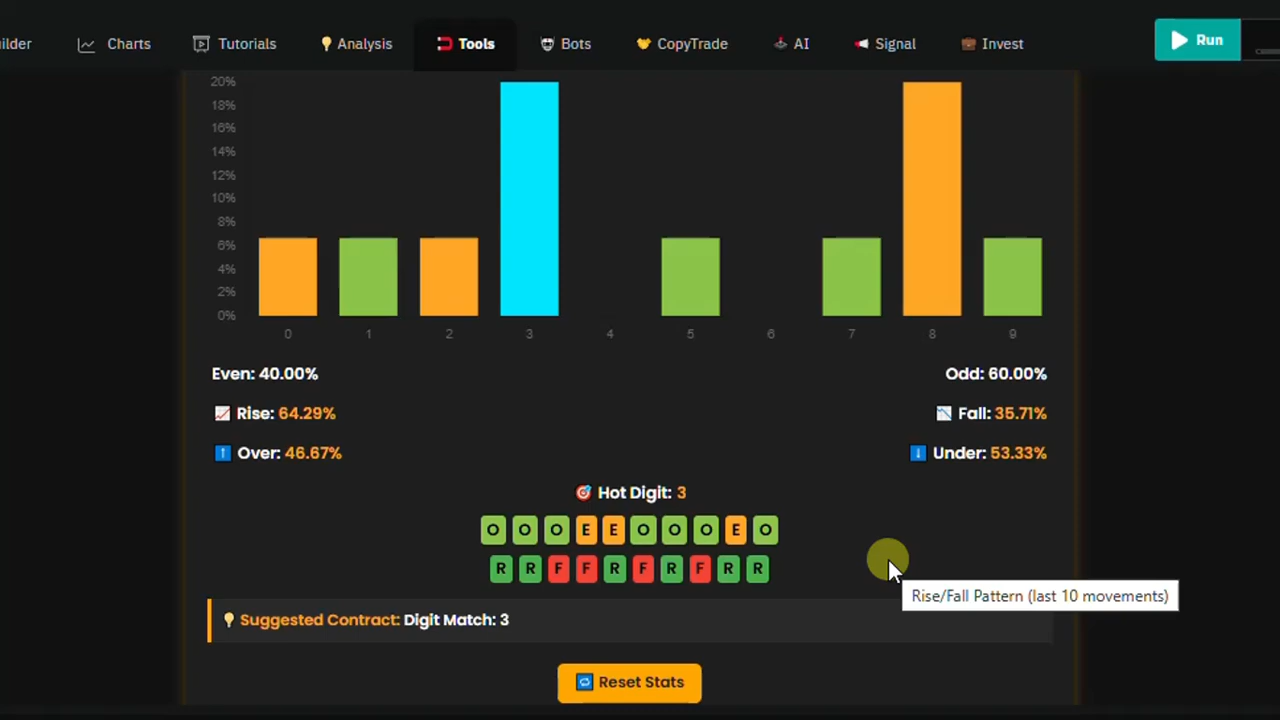 ilder Charts Tutorials Analysis Tools Bots CopyTrade AI Signal Invest Run
20%
18%
16%
14%
12%
10%
8%
6%
4%
2%
0%
0 1 2 3 4 5 6 7 8 9
Even: 40.00% Odd: 60.00%
Rise: 64.29% Fall: 35.71%
Over: 46.67% Under: 53.33%
Hot Digit: 3
O O O E E O O O E O
R R F F R F R F R R
Rise/Fall Pattern (last 10 movements)
Suggested Contract: Digit Match: 3
Reset Stats